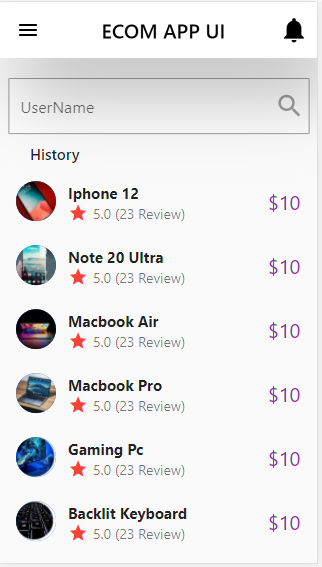 ECOM APP UI
UserName
History
Iphone 12
5.0 (23 Review)
$10
Note 20 Ultra
5.0 (23 Review)
$10
Macbook Air
5.0 (23 Review)
$10
Macbook Pro
5.0 (23 Review)
$10
Gaming Pc
5.0 (23 Review)
$10
Backlit Keyboard
5.0 (23 Review)
$10